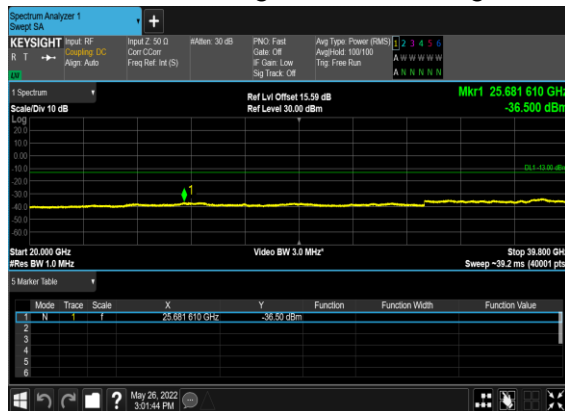 Spectrum Analyzer 1
Swept SA
+
KEYSIGHT Input: RF Input Z: 50 Ω #Atten: 30 dB PNO: Fast Avg Type: Power (RMS) 1 2 3 4 5 6
R T Coupling: DC Corr CCorr Gate: Off Avg|Hold: 100/100 A W W W W W
Align: Auto Freq Ref: Int (S) IF Gain: Low Trig: Free Run
Sig Track: Off A N N N N N
LW
1 Spectrum Ref Lvl Offset 15.59 dB Mkr1 25.681 610 GHz
Scale/Div 10 dB Ref Level 30.00 dBm -36.500 dBm
Log
20.0
10.0
0.00
-10.0 DL1 -13.00 dBm
-20.0
-30.0 1
-40.0
-50.0
-60.0
Start 20.000 GHz Video BW 3.0 MHz* Stop 39.800 GHz
#Res BW 1.0 MHz Sweep ~39.2 ms (40001 pts
5 Marker Table
Mode Trace Scale X Y Function Function Width Function Value
1 N 1 f 25.681 610 GHz -36.50 dBm
2
3
4
5
6
? May 26, 2022
3:01:44 PM